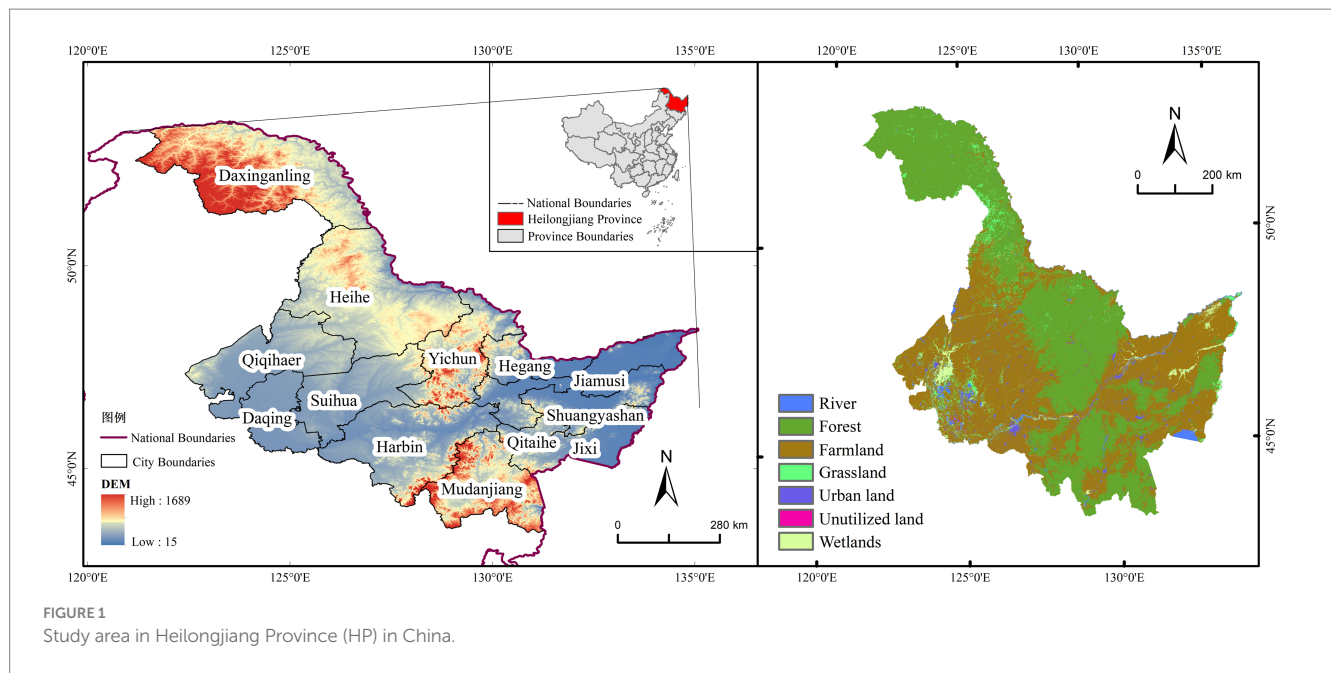 120°0′E
125°0′E
130°0′E
135°0′E
120°0′E
125°0′E
130°0′E
135°0′E
Daxinganling
Heihe
Qiqihaer
Yichun
Hegang
Jiamusi
Suihua
Daqing
Shuangyashan
Harbin
Qitaihe
Jixi
Mudanjiang
50°0′N
45°0′N
图例
National Boundaries
City Boundaries
DEM
High : 1689
Low : 15
National Boundaries
Heilongjiang Province
Province Boundaries
N
0 280 km
N
0 200 km
50°0′N
45°0′N
River
Forest
Farmland
Grassland
Urban land
Unutilized land
Wetlands
120°0′E
125°0′E
130°0′E
135°0′E
120°0′E
125°0′E
130°0′E
FIGURE 1
Study area in Heilongjiang Province (HP) in China.